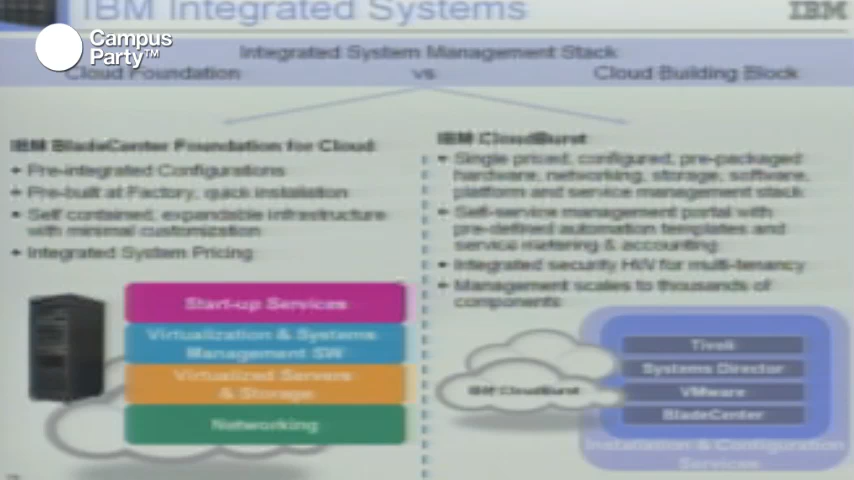 IBM Integrated Systems
IBM
Campus
Party™
Integrated System Management Stack
Cloud Foundation vs Cloud Building Block
IBM BladeCenter Foundation for Cloud
• Pre-integrated Configurations
• Pre-built at Factory, quick installation
• Self contained, expandable infrastructure
with minimal customization
• Integrated System Pricing
Start-up Services
Virtualization & Systems
Management SW
Virtualized Servers
& Storage
Networking
IBM CloudBurst
• Single priced, configured, pre-packaged
hardware, networking, storage, software,
platform and service management stack
• Self-service management portal with
pre-defined automation templates and
service metering & accounting
• Integrated security HW for multi-tenancy
• Management scales to thousands of
components
IBM CloudBurst
Tivoli
Systems Director
VMware
BladeCenter
Installation & Configuration
Services